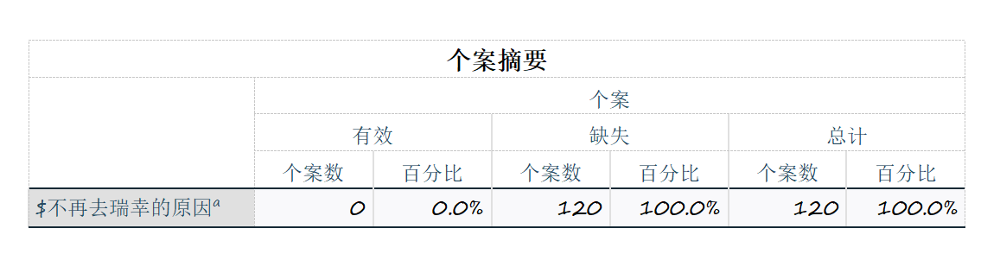 个案摘要
个案
有效 缺失 总计
个案数 百分比 个案数 百分比 个案数 百分比
$不再去瑞幸的原因a 0 0.0% 120 100.0% 120 100.0%